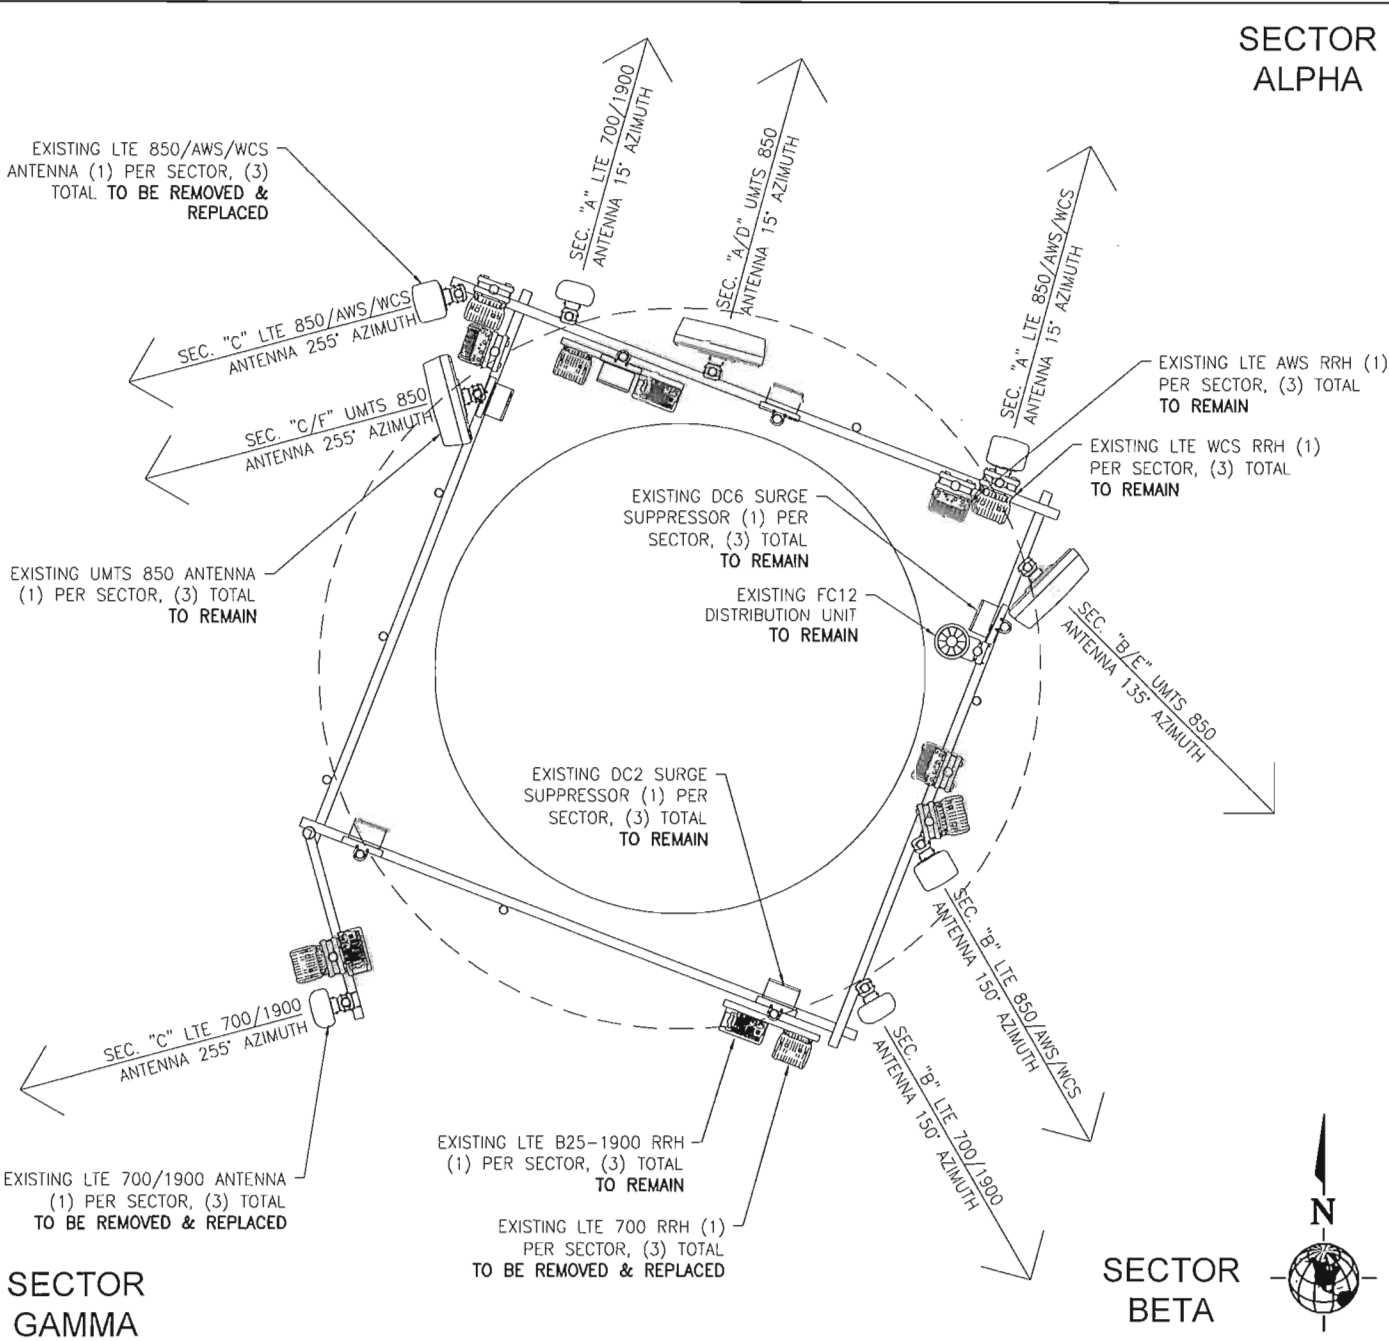 SECTOR
ALPHA
SEC. "A" LTE 700/1900
ANTENNA 15° AZIMUTH
SEC. "A/D" UMTS 850
ANTENNA 15° AZIMUTH
SEC. "A" LTE 850/AWS/WCS
ANTENNA 15° AZIMUTH
EXISTING LTE 850/AWS/WCS
ANTENNA (1) PER SECTOR, (3)
TOTAL TO BE REMOVED &
REPLACED
SEC. "C" LTE 850/AWS/WCS
ANTENNA 255° AZIMUTH
SEC. "C/F" UMTS 850
ANTENNA 255° AZIMUTH
EXISTING LTE AWS RRH (1)
PER SECTOR, (3) TOTAL
TO REMAIN
EXISTING LTE WCS RRH (1)
PER SECTOR, (3) TOTAL
TO REMAIN
EXISTING DC6 SURGE
SUPPRESSOR (1) PER
SECTOR, (3) TOTAL
TO REMAIN
EXISTING UMTS 850 ANTENNA
(1) PER SECTOR, (3) TOTAL
TO REMAIN
EXISTING FC12
DISTRIBUTION UNIT
TO REMAIN
SEC. "B/E" UMTS 850
ANTENNA 135° AZIMUTH
EXISTING DC2 SURGE
SUPPRESSOR (1) PER
SECTOR, (3) TOTAL
TO REMAIN
SEC. "B" LTE 850/AWS/WCS
ANTENNA 150° AZIMUTH
SEC. "C" LTE 700/1900
ANTENNA 255° AZIMUTH
SEC. "B" LTE 700/1900
ANTENNA 150° AZIMUTH
EXISTING LTE B25-1900 RRH
(1) PER SECTOR, (3) TOTAL
TO REMAIN
EXISTING LTE 700/1900 ANTENNA
(1) PER SECTOR, (3) TOTAL
TO BE REMOVED & REPLACED
EXISTING LTE 700 RRH (1)
PER SECTOR, (3) TOTAL
TO BE REMOVED & REPLACED
N
SECTOR
GAMMA
SECTOR
BETA